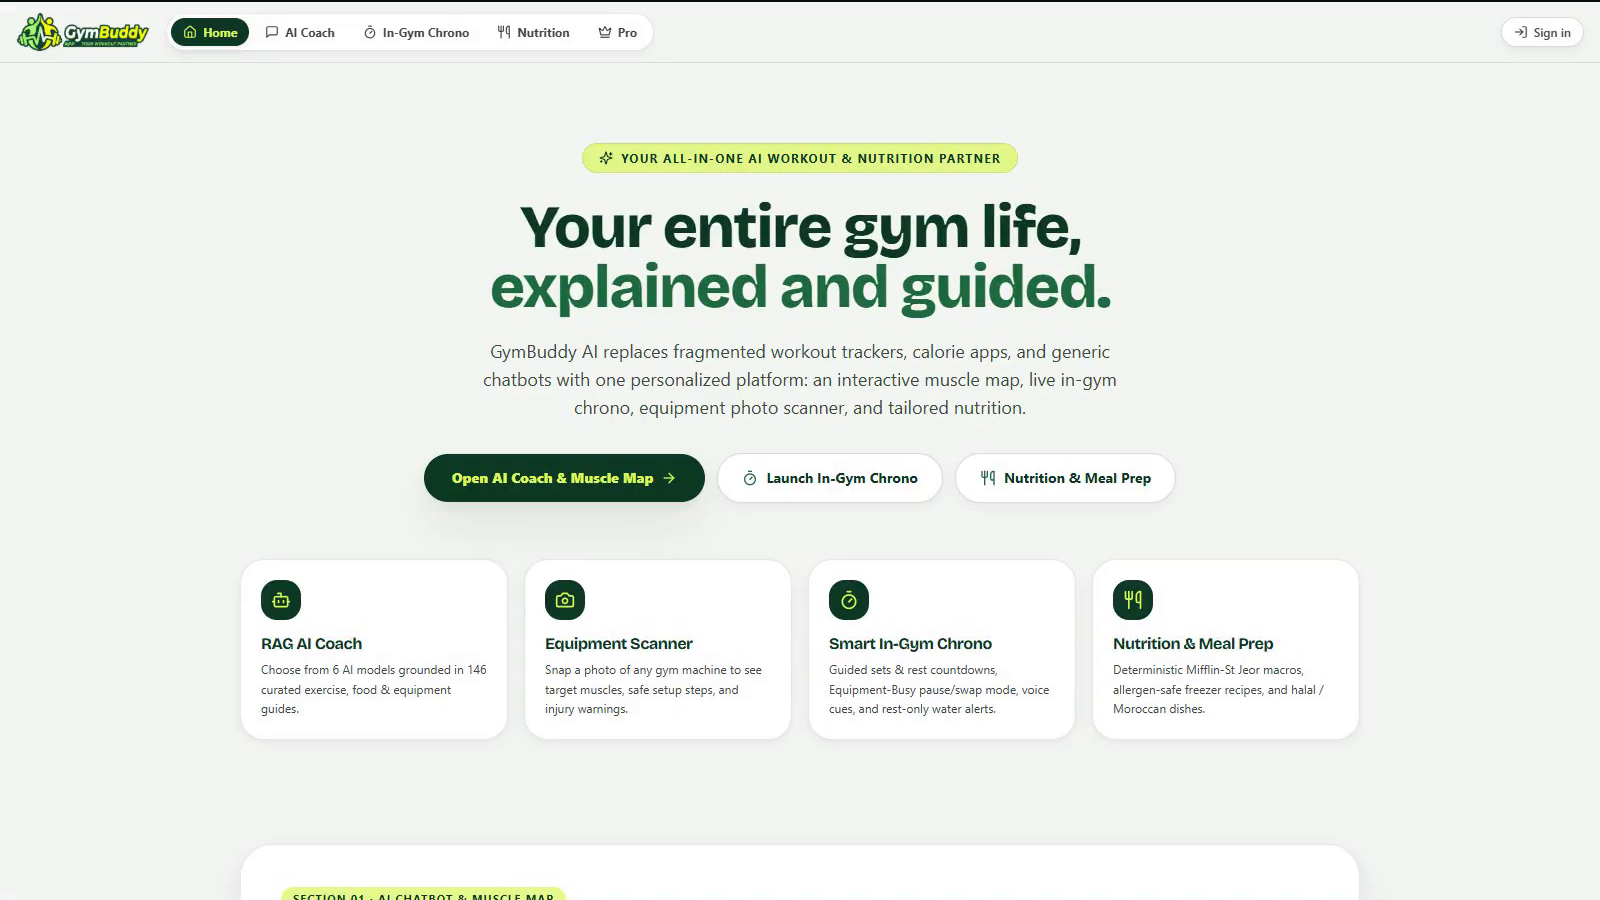 GymBuddy
APP YOUR WORKOUT PARTNER
Home
AI Coach
In-Gym Chrono
Nutrition
Pro
Sign in
YOUR ALL-IN-ONE AI WORKOUT & NUTRITION PARTNER
Your entire gym life,
explained and guided.
GymBuddy AI replaces fragmented workout trackers, calorie apps, and generic
chatbots with one personalized platform: an interactive muscle map, live in-gym
chrono, equipment photo scanner, and tailored nutrition.
Open AI Coach & Muscle Map →
Launch In-Gym Chrono
Nutrition & Meal Prep
RAG AI Coach
Choose from 6 AI models grounded in 146
curated exercise, food & equipment
guides.
Equipment Scanner
Snap a photo of any gym machine to see
target muscles, safe setup steps, and
injury warnings.
Smart In-Gym Chrono
Guided sets & rest countdowns,
Equipment-Busy pause/swap mode, voice
cues, and rest-only water alerts.
Nutrition & Meal Prep
Deterministic Mifflin-St Jeor macros,
allergen-safe freezer recipes, and halal /
Moroccan dishes.
SECTION 01 · AI CHATBOT & MUSCLE MAP